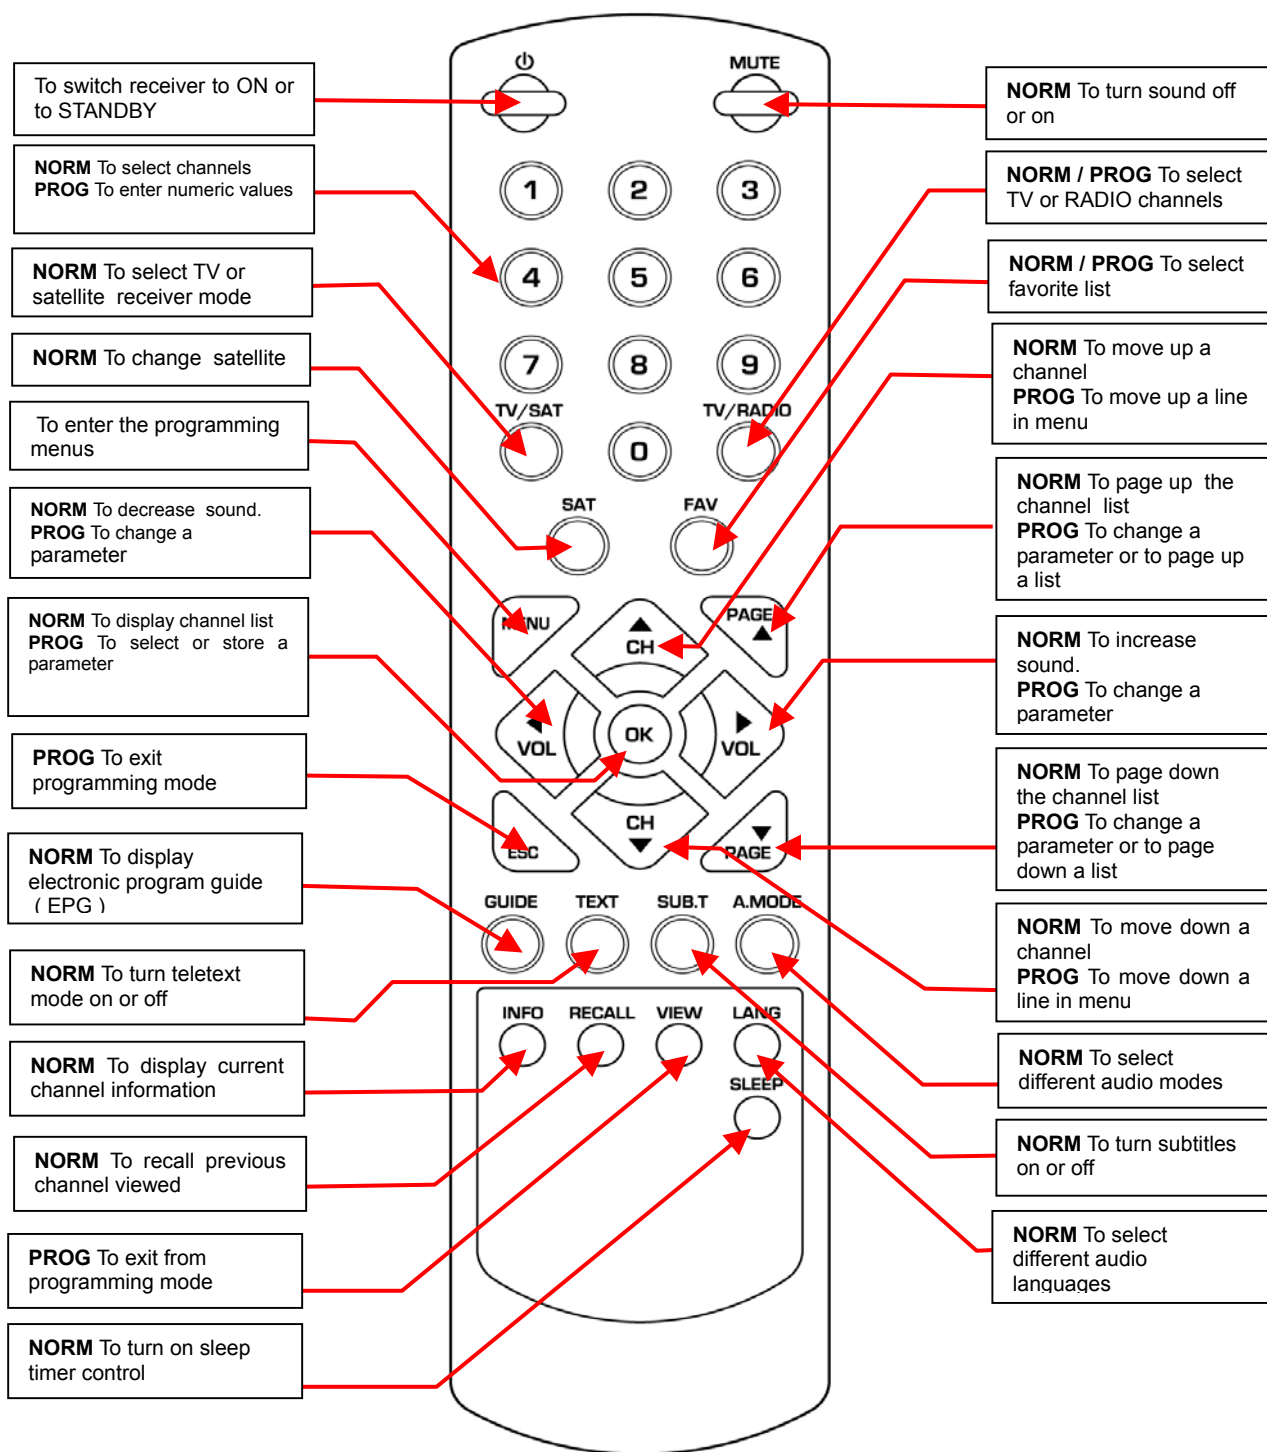 To switch receiver to ON or
to STANDBY
NORM To select channels
PROG To enter numeric values
NORM To select TV or
satellite receiver mode
NORM To change satellite
To enter the programming
menus
NORM To decrease sound.
PROG To change a
parameter
NORM To display channel list
PROG To select or store a
parameter
PROG To exit
programming mode
NORM To display
electronic program guide
( EPG )
NORM To turn teletext
mode on or off
NORM To display current
channel information
NORM To recall previous
channel viewed
PROG To exit from
programming mode
NORM To turn on sleep
timer control
MUTE
1 2 3
4 5 6
7 8 9
TV/SAT TV/RADIO
0
SAT FAV
MENU PAGE
CH
VOL OK VOL
CH
ESC PAGE
GUIDE TEXT SUB.T A.MODE
INFO RECALL VIEW LANG
SLEEP
NORM To turn sound off
or on
NORM / PROG To select
TV or RADIO channels
NORM / PROG To select
favorite list
NORM To move up a
channel
PROG To move up a line
in menu
NORM To page up the
channel list
PROG To change a
parameter or to page up
a list
NORM To increase
sound.
PROG To change a
parameter
NORM To page down
the channel list
PROG To change a
parameter or to page
down a list
NORM To move down a
channel
PROG To move down a
line in menu
NORM To select
different audio modes
NORM To turn subtitles
on or off
NORM To select
different audio
languages